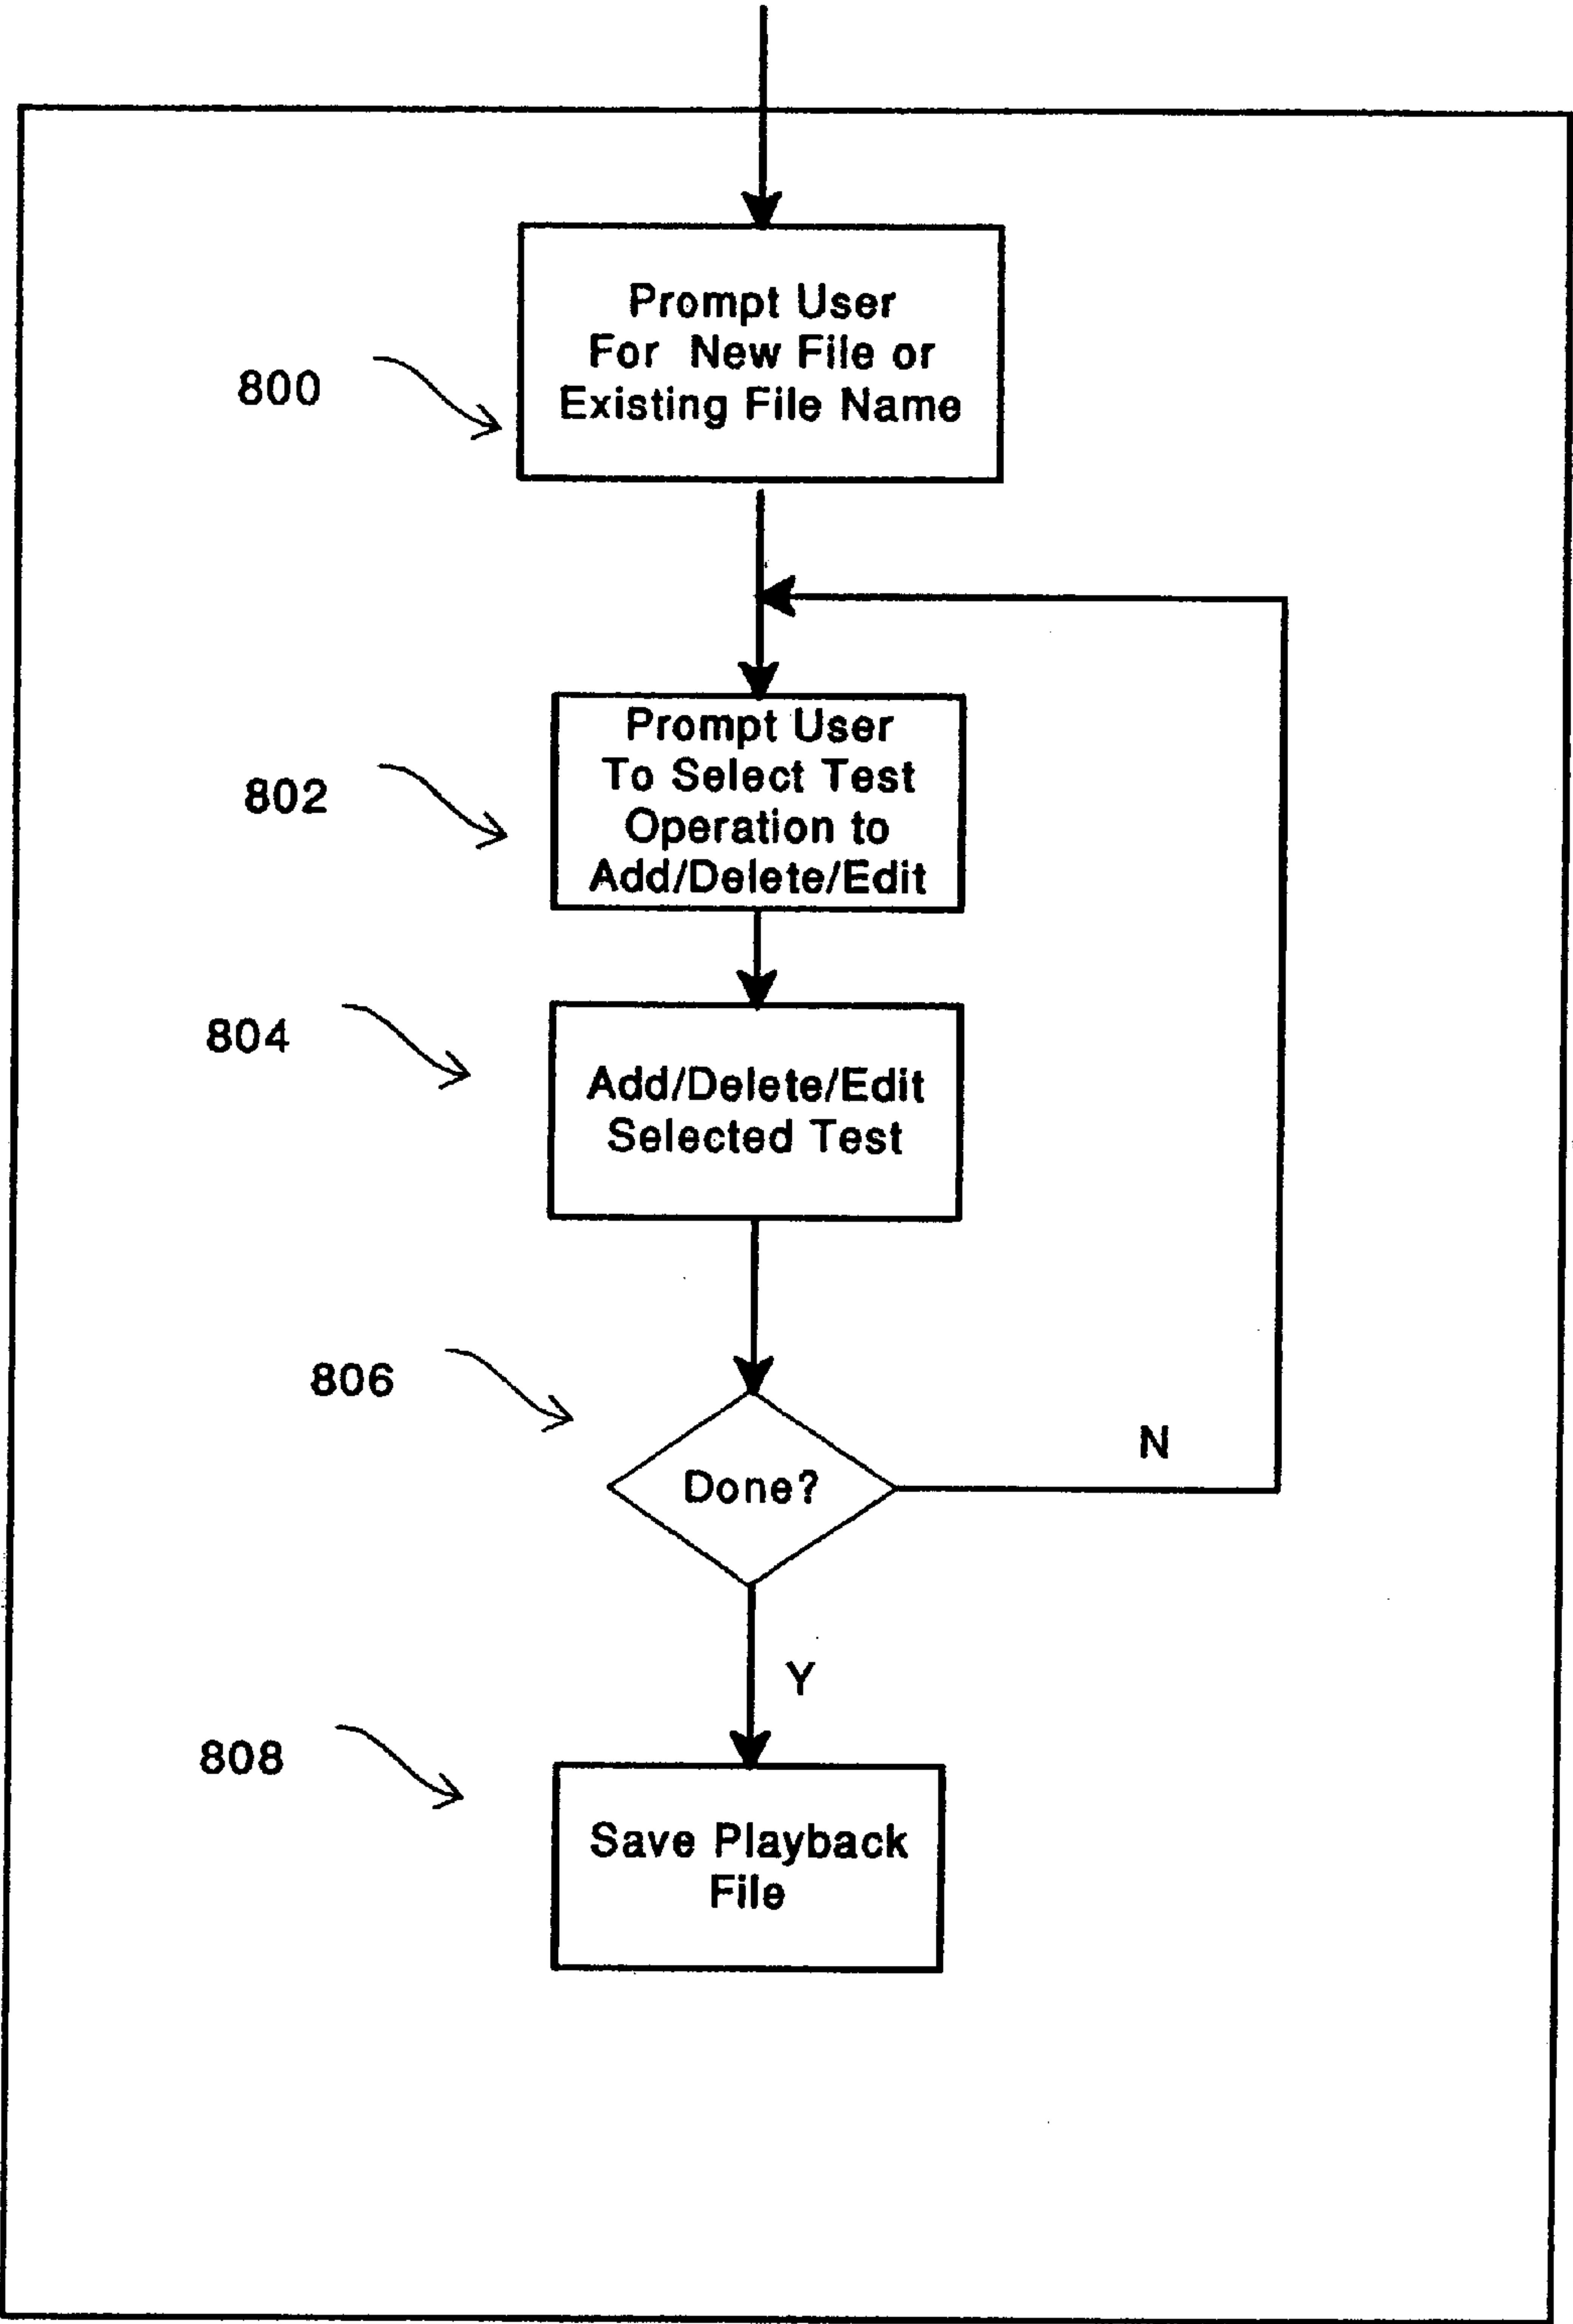 Prompt User
For New File or
Existing File Name
800
Prompt User
To Select Test
Operation to
Add/Delete/Edit
802
804
Add/Delete/Edit
Selected Test
806
Done?
N
Y
808
Save Playback
File